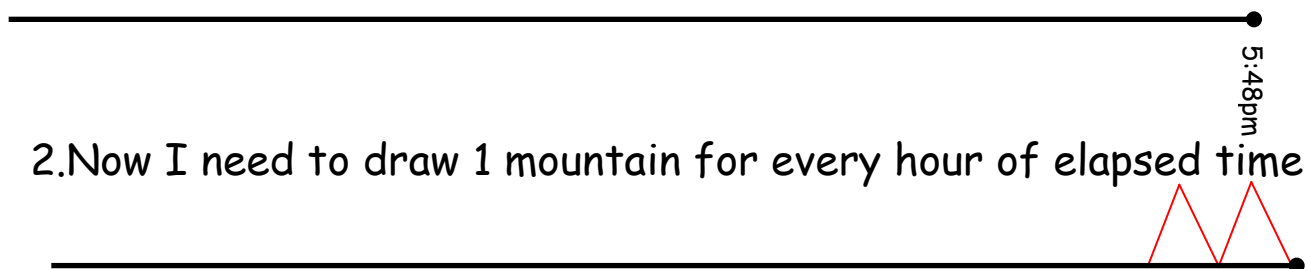 5:48pm
2.Now I need to draw 1 mountain for every hour of elapsed time